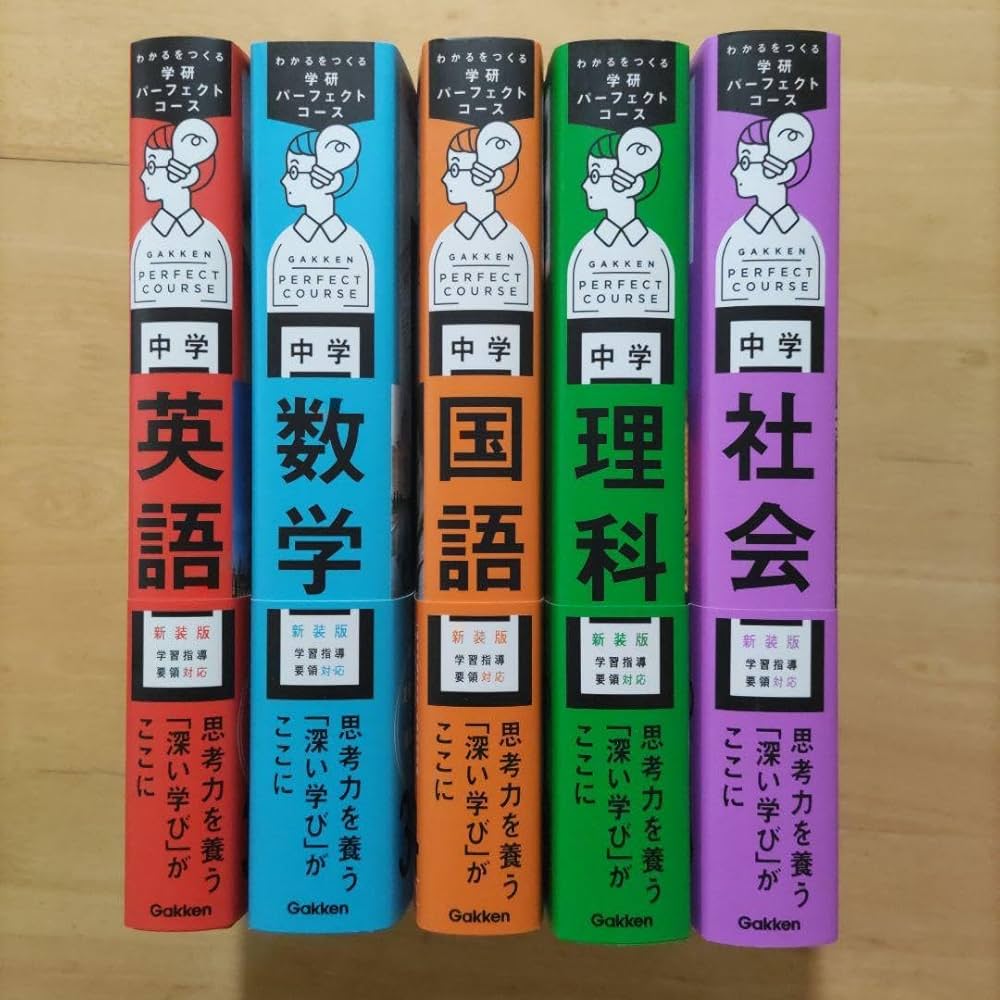 わかるをつくる
学研
パーフェクト
コース
GAKKEN
PERFECT
COURSE
中学
英語
新装版
学習指導
要領対応
思考力を養う
「深い学び」が
ここに
Gakken
わかるをつくる
学研
パーフェクト
コース
GAKKEN
PERFECT
COURSE
中学
数学
新装版
学習指導
要領対応
思考力を養う
「深い学び」が
ここに
Gakken
わかるをつくる
学研
パーフェクト
コース
GAKKEN
PERFECT
COURSE
中学
国語
新装版
学習指導
要領対応
思考力を養う
「深い学び」が
ここに
Gakken
わかるをつくる
学研
パーフェクト
コース
GAKKEN
PERFECT
COURSE
中学
理科
新装版
学習指導
要領対応
思考力を養う
「深い学び」が
ここに
Gakken
わかるをつくる
学研
パーフェクト
コース
GAKKEN
PERFECT
COURSE
中学
社会
新装版
学習指導
要領対応
思考力を養う
「深い学び」が
ここに
Gakken